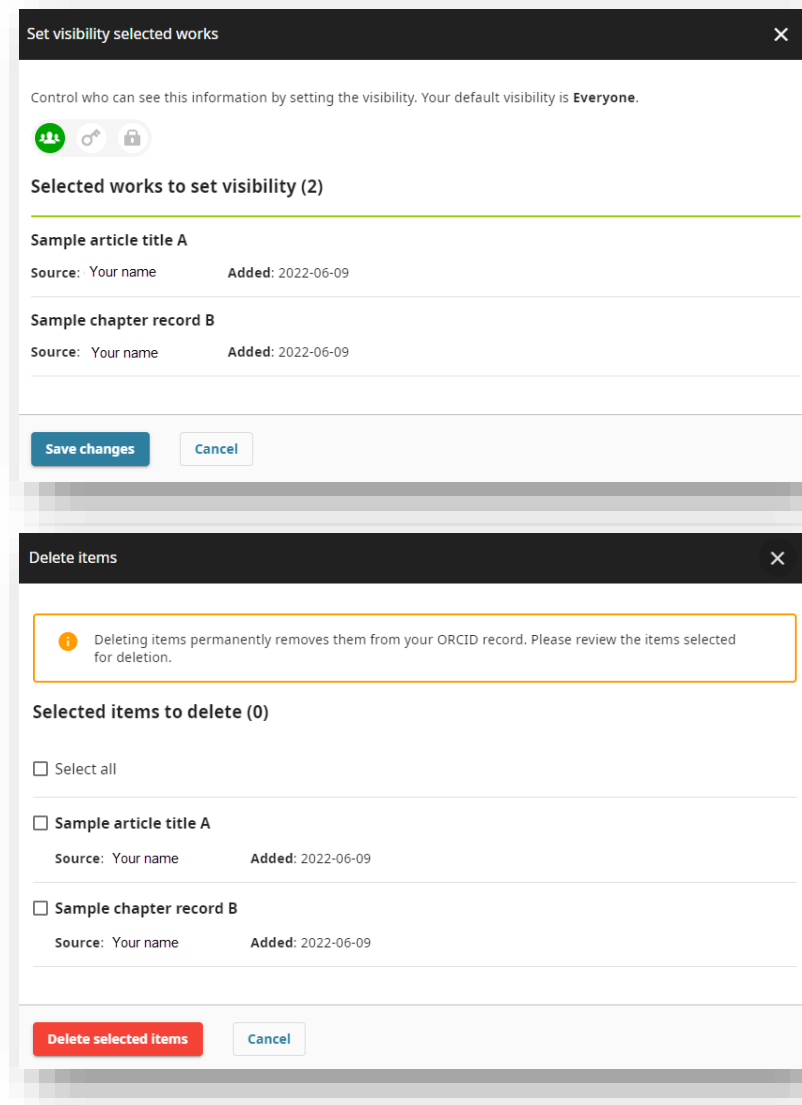 Set visibility selected works
Control who can see this information by setting the visibility. Your default visibility is Everyone.
Selected works to set visibility (2)
Sample article title A
Source: Your name Added: 2022-06-09
Sample chapter record B
Source: Your name Added: 2022-06-09
Save changes Cancel
Delete items
Deleting items permanently removes them from your ORCID record. Please review the items selected
for deletion.
Selected items to delete (0)
Select all
Sample article title A
Source: Your name Added: 2022-06-09
Sample chapter record B
Source: Your name Added: 2022-06-09
Delete selected items Cancel